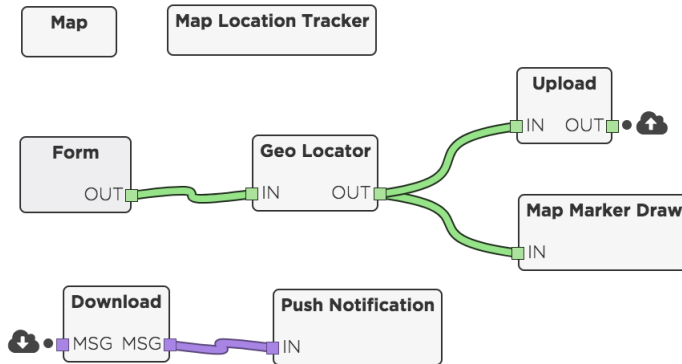 Map
Map Location Tracker
Upload
IN OUT
Form
OUT
Geo Locator
IN OUT
Map Marker Draw
IN
Download
MSG MSG
Push Notification
IN